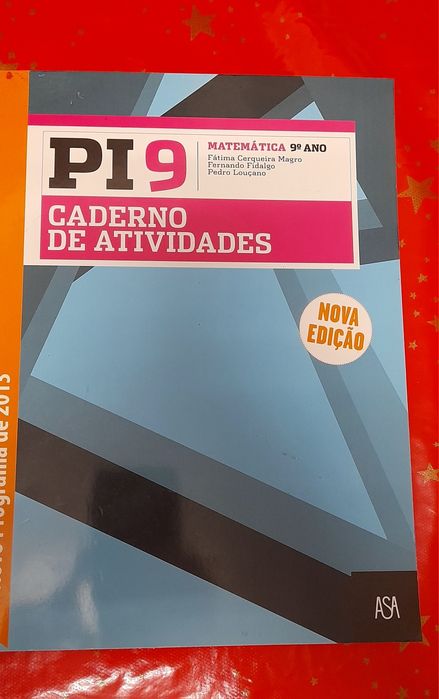 PI 9
MATEMÁTICA 9º ANO
Fátima Cerqueira Magro
Fernando Fidalgo
Pedro Louçano
CADERNO
DE ATIVIDADES
NOVA
EDIÇÃO
Programa de 2013
ASA